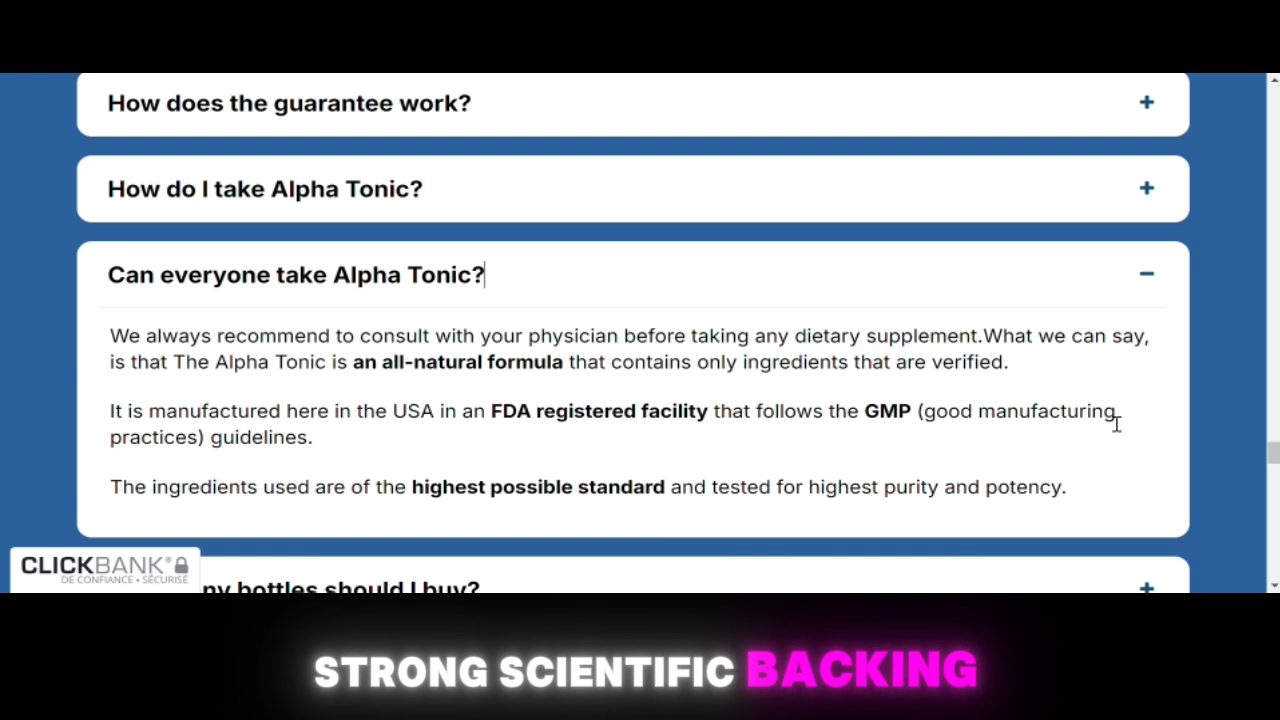 How does the guarantee work?
+
How do I take Alpha Tonic?
+
Can everyone take Alpha Tonic?
−
We always recommend to consult with your physician before taking any dietary supplement.What we can say,
is that The Alpha Tonic is an all-natural formula that contains only ingredients that are verified.
It is manufactured here in the USA in an FDA registered facility that follows the GMP (good manufacturing
practices) guidelines.
The ingredients used are of the highest possible standard and tested for highest purity and potency.
CLICKBANK®
DE CONFIANCE • SÉCURISÉ
ny bottles should I buy?
+
STRONG SCIENTIFIC BACKING